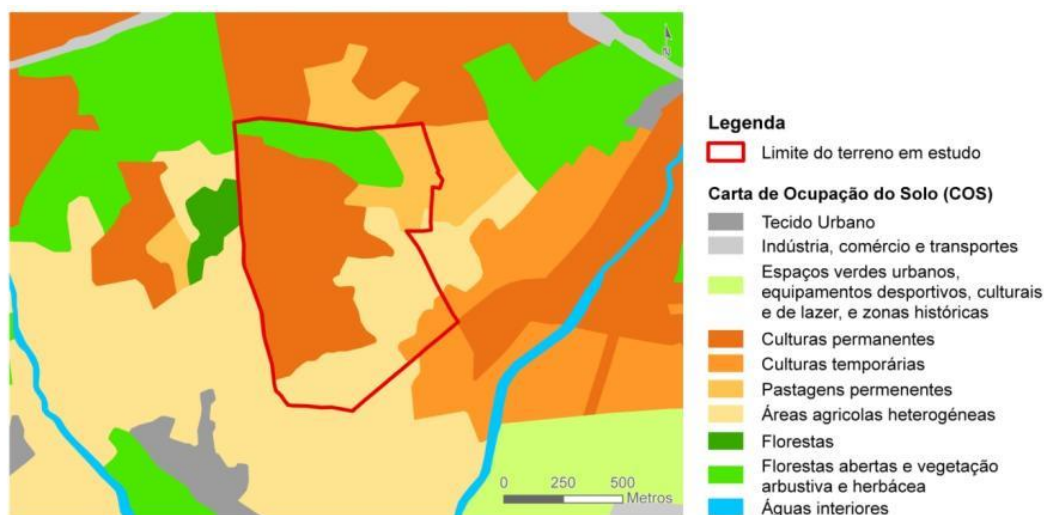 Legenda
Limite do terreno em estudo
Carta de Ocupação do Solo (COS)
Tecido Urbano
Indústria, comércio e transportes
Espaços verdes urbanos,
equipamentos desportivos, culturais
e de lazer, e zonas históricas
Culturas permanentes
Culturas temporárias
Pastagens permenentes
Áreas agricolas heterogéneas
Florestas
Florestas abertas e vegetação
arbustiva e herbácea
Águas interiores
0 250 500
Metros